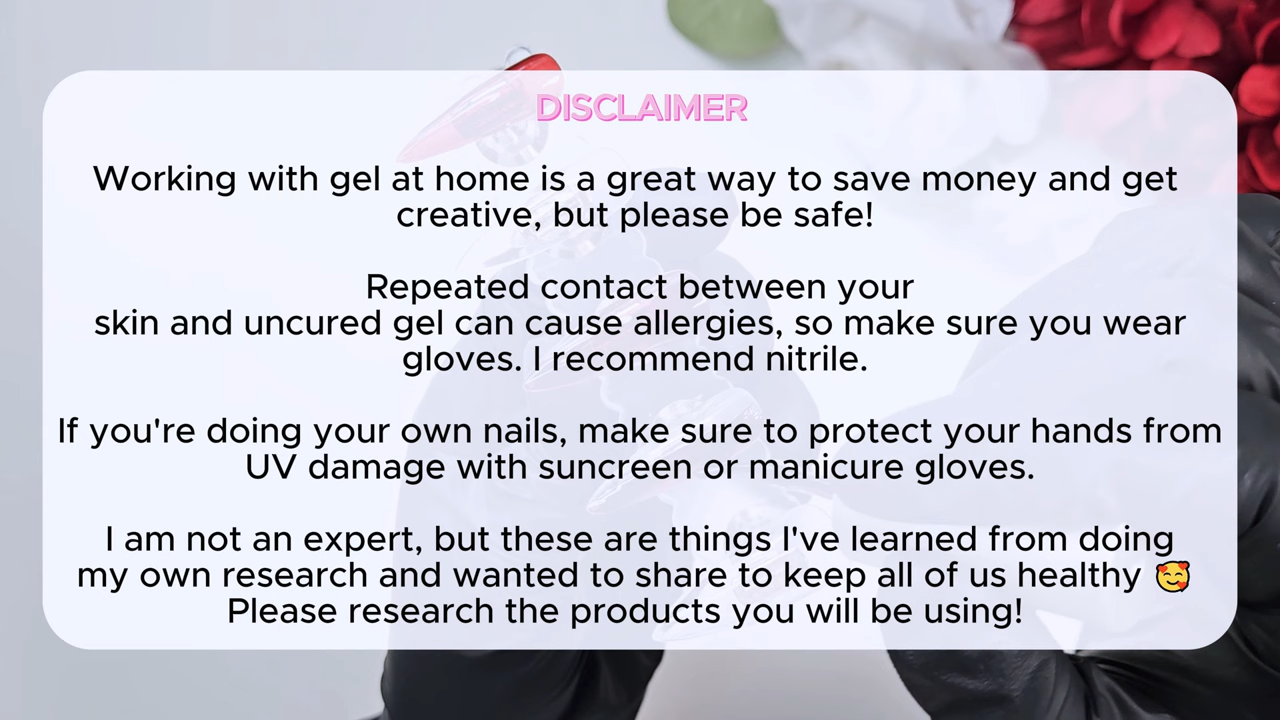 DISCLAIMER
Working with gel at home is a great way to save money and get
creative, but please be safe!
Repeated contact between your
skin and uncured gel can cause allergies, so make sure you wear
gloves. I recommend nitrile.
If you're doing your own nails, make sure to protect your hands from
UV damage with suncreen or manicure gloves.
I am not an expert, but these are things I've learned from doing
my own research and wanted to share to keep all of us healthy 🥰
Please research the products you will be using!